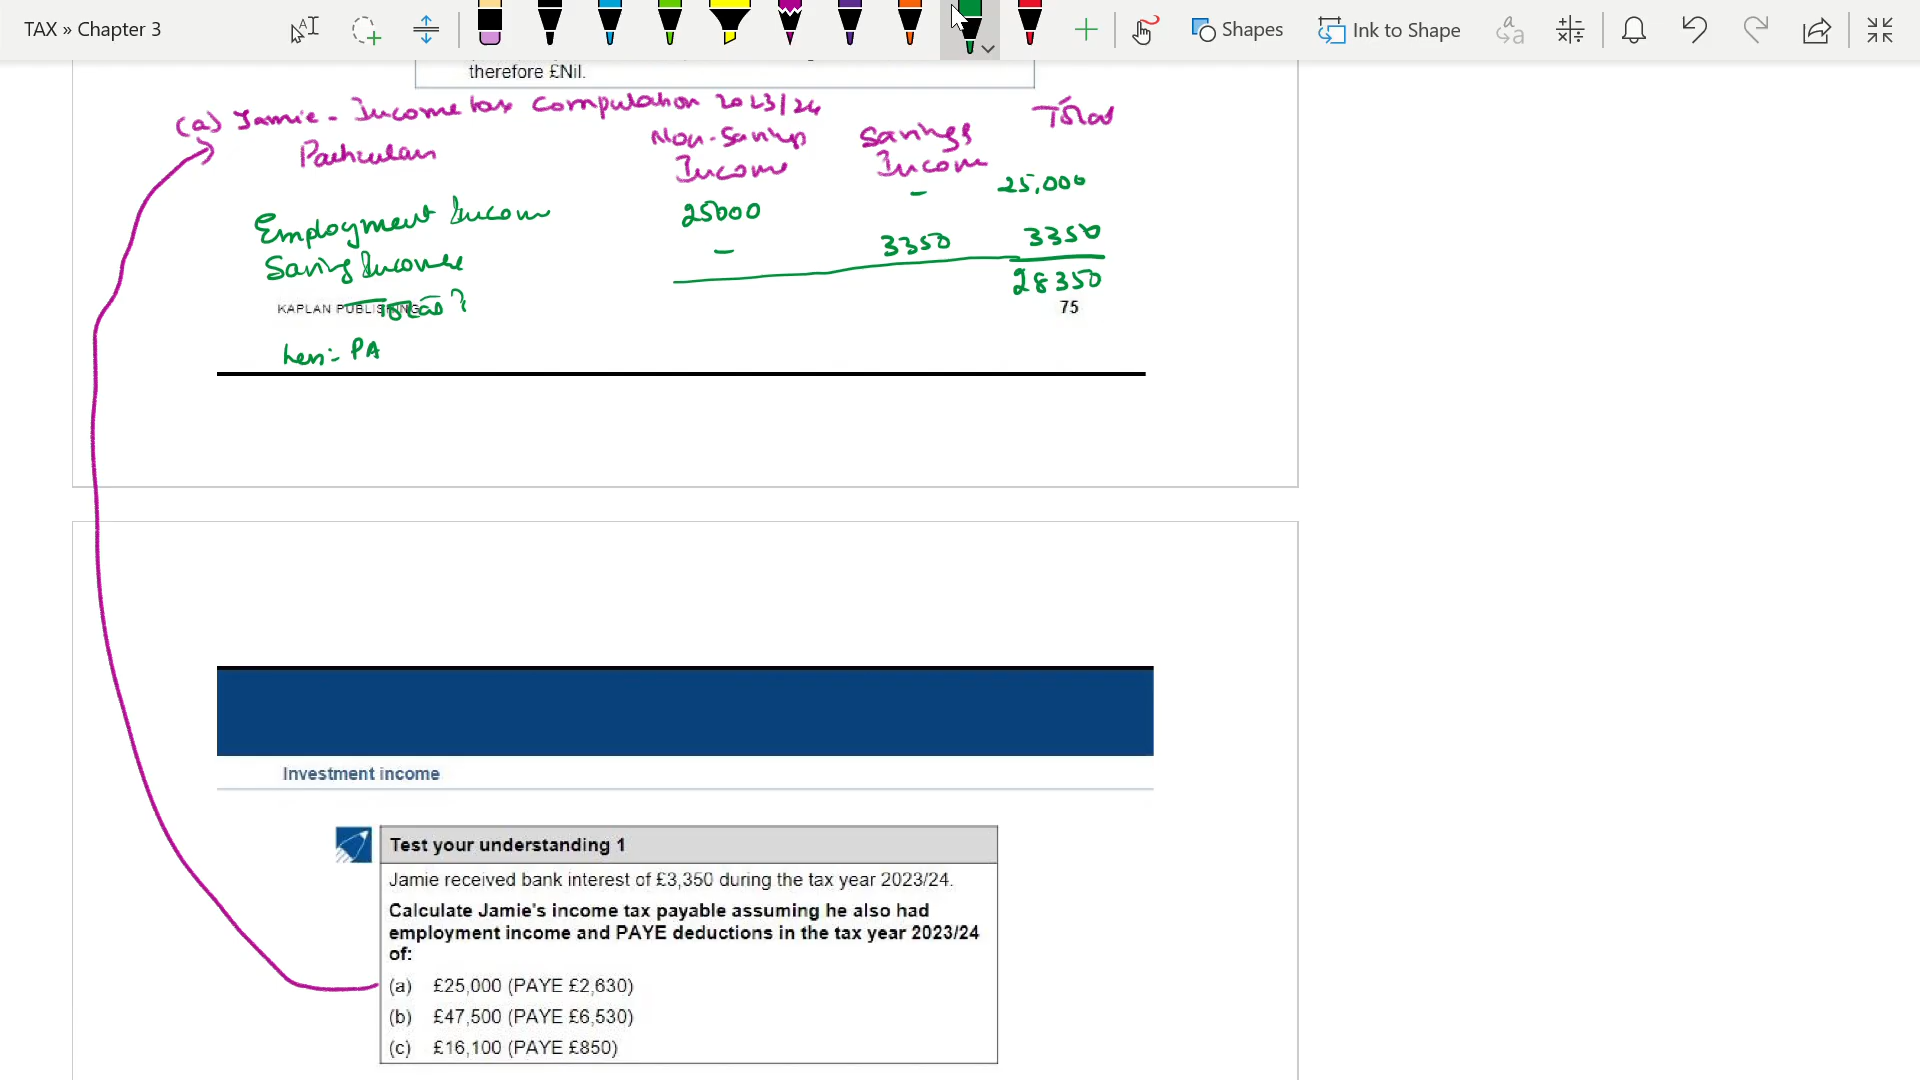 TAX » Chapter 3
Shapes
Ink to Shape
therefore £Nil.
(a) Jamie - Income tax Computation 2023/24
Particulars Non-Saving Income Savings Income Total
Employment Income 25000 - 25,000
Saving Income - 3350 3350
Total 28350
KAPLAN PUBLISHING 75
Less:- PA
Investment income
Test your understanding 1
Jamie received bank interest of £3,350 during the tax year 2023/24.
Calculate Jamie's income tax payable assuming he also had
employment income and PAYE deductions in the tax year 2023/24
of:
(a) £25,000 (PAYE £2,630)
(b) £47,500 (PAYE £6,530)
(c) £16,100 (PAYE £850)